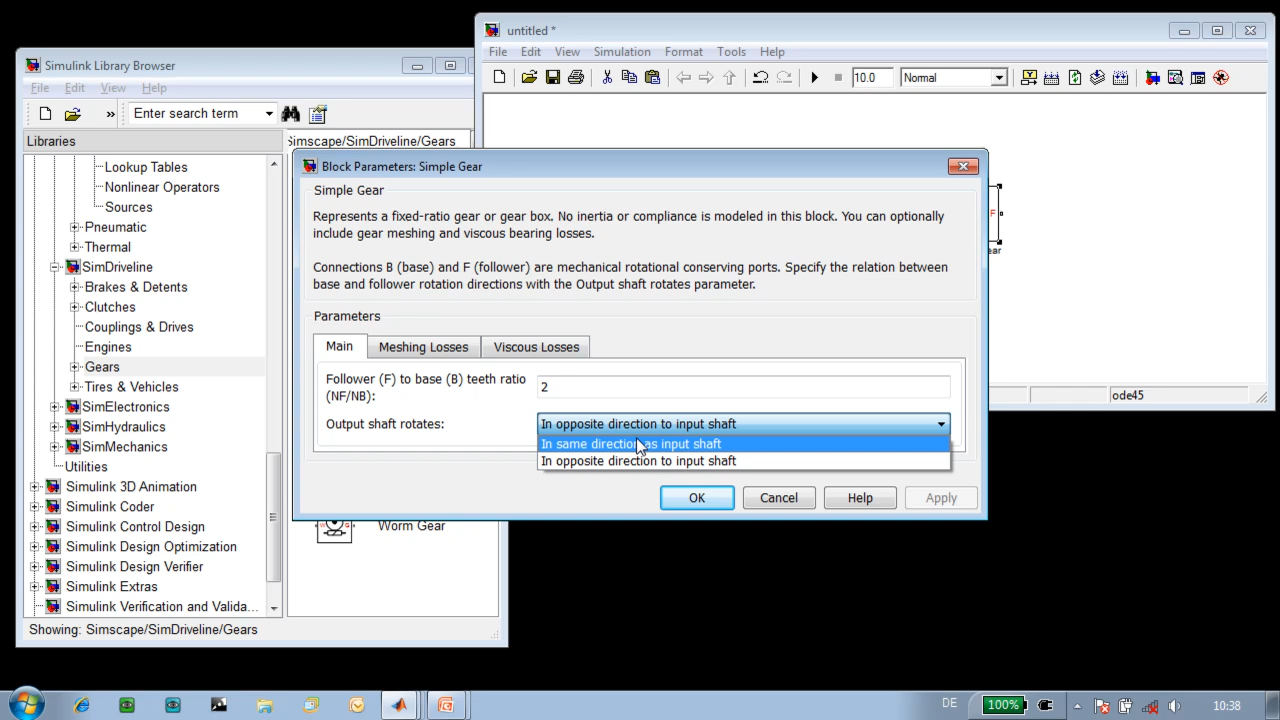 untitled *
File Edit View Simulation Format Tools Help
10.0 Normal
Simulink Library Browser
File Edit View Help
» Enter search term
Libraries
Simscape/SimDriveline/Gears
Lookup Tables
Nonlinear Operators
Sources
Pneumatic
Thermal
SimDriveline
Brakes & Detents
Clutches
Couplings & Drives
Engines
Gears
Tires & Vehicles
SimElectronics
SimHydraulics
SimMechanics
Utilities
Simulink 3D Animation
Simulink Coder
Simulink Control Design
Simulink Design Optimization
Simulink Design Verifier
Simulink Extras
Simulink Verification and Valida...
Showing: Simscape/SimDriveline/Gears
Worm Gear
Block Parameters: Simple Gear
Simple Gear
Represents a fixed-ratio gear or gear box. No inertia or compliance is modeled in this block. You can optionally
include gear meshing and viscous bearing losses.
Connections B (base) and F (follower) are mechanical rotational conserving ports. Specify the relation between
base and follower rotation directions with the Output shaft rotates parameter.
Parameters
Main Meshing Losses Viscous Losses
Follower (F) to base (B) teeth ratio
(NF/NB):
2
Output shaft rotates:
In opposite direction to input shaft
In same direction as input shaft
In opposite direction to input shaft
OK Cancel Help Apply
F
ear
ode45
DE 100% 10:38